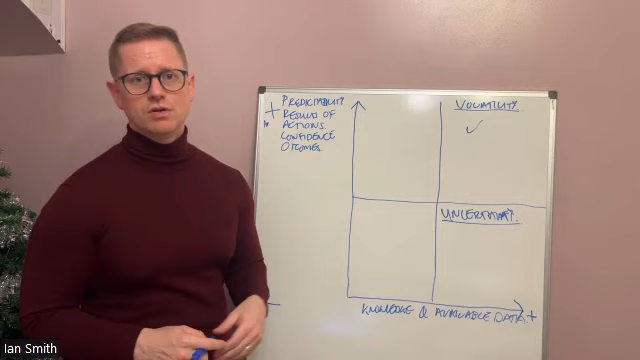 + PREDICTABILITY
RESULTS OF
ACTIONS.
CONFIDENCE
OUTCOMES.
VOLATILITY
✓
UNCERTAINTY.
KNOWLEDGE & AVAILABLE DATA. +
Ian Smith